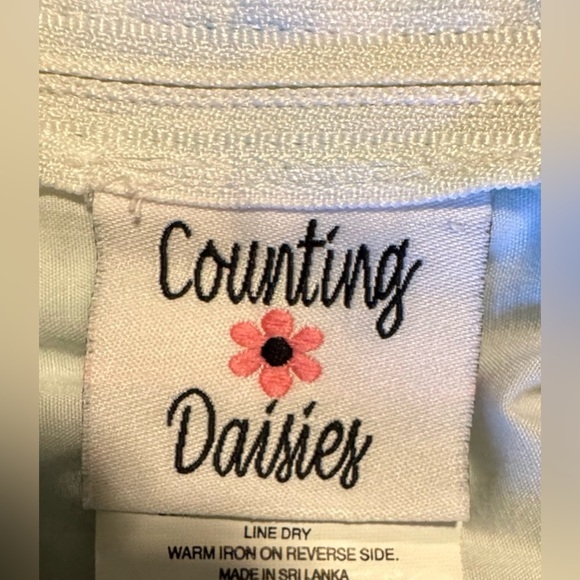 Counting
Daisies
LINE DRY
WARM IRON ON REVERSE SIDE.
MADE IN SRI LANKA